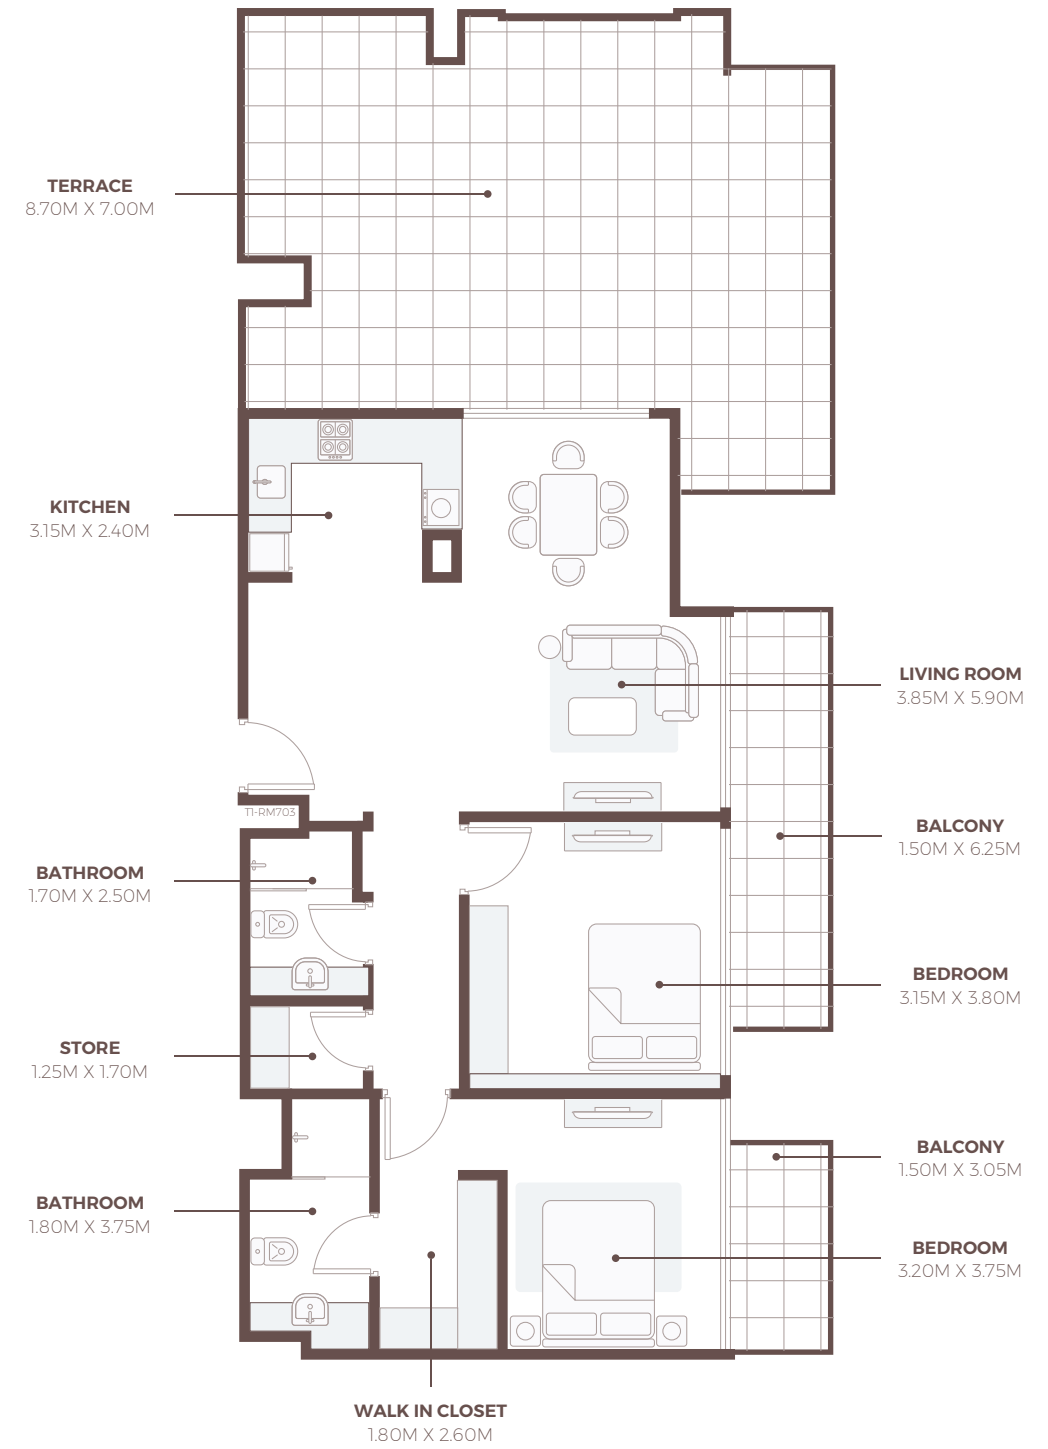 TERRACE
8.70M X 7.00M
KITCHEN
3.15M X 2.40M
LIVING ROOM
3.85M X 5.90M
T1-RM703
BALCONY
1.50M X 6.25M
BATHROOM
1.70M X 2.50M
BEDROOM
3.15M X 3.80M
STORE
1.25M X 1.70M
BALCONY
1.50M X 3.05M
BATHROOM
1.80M X 3.75M
BEDROOM
3.20M X 3.75M
WALK IN CLOSET
1.80M X 2.60M